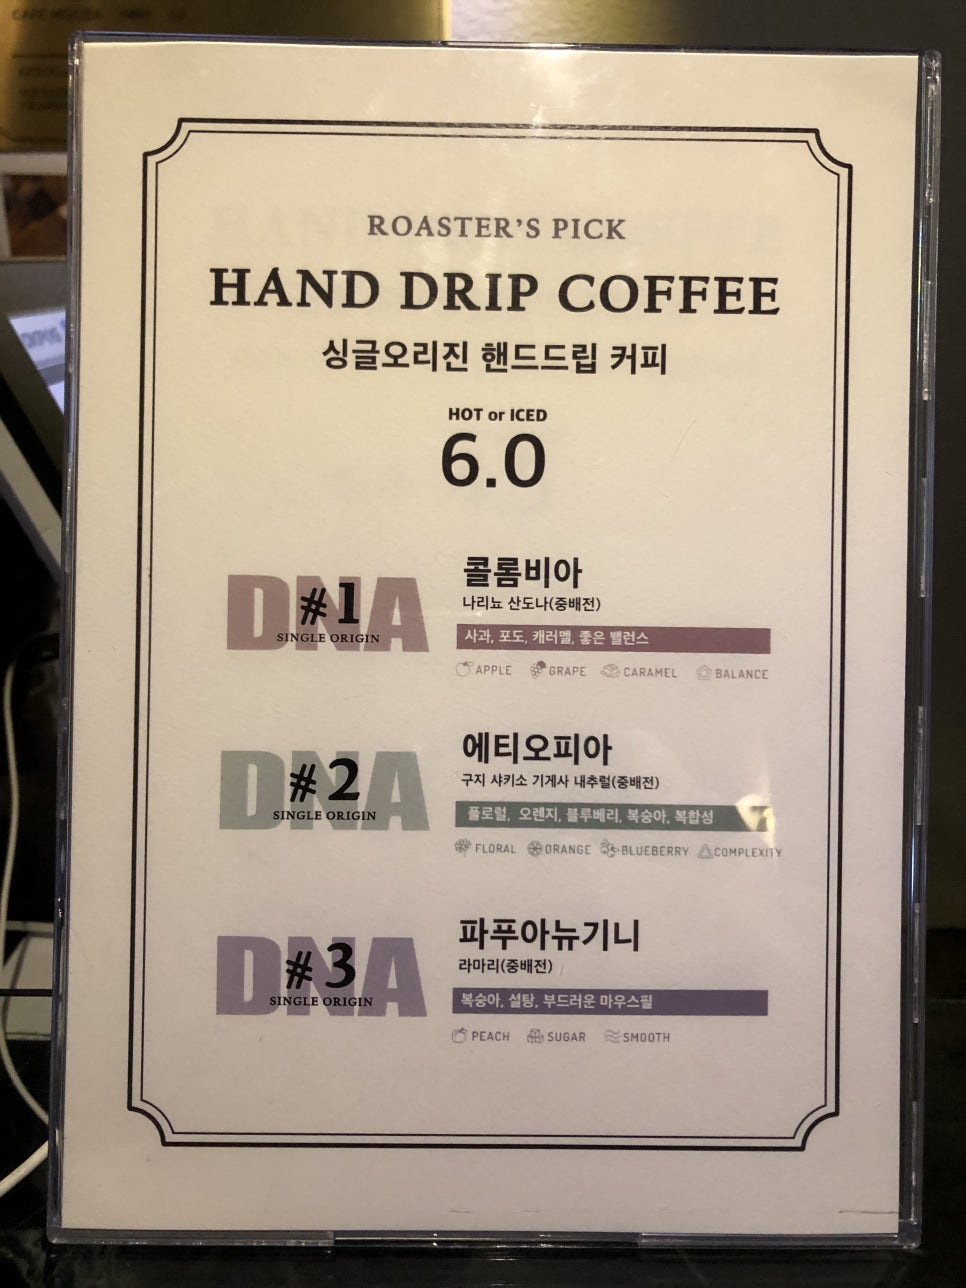 ROASTER'S PICK
HAND DRIP COFFEE
싱글오리진 핸드드립 커피
HOT or ICED
6.0
DNA
#1
SINGLE ORIGIN
콜롬비아
나리뇨 산도나(중배전)
사과, 포도, 캐러멜, 좋은 밸런스
APPLE GRAPE CARAMEL BALANCE
DNA
#2
SINGLE ORIGIN
에티오피아
구지 샤키소 기게사 내추럴(중배전)
플로럴, 오렌지, 블루베리, 복숭아, 복합성
FLORAL ORANGE BLUEBERRY COMPLEXITY
DNA
#3
SINGLE ORIGIN
파푸아뉴기니
라마리(중배전)
복숭아, 설탕, 부드러운 마우스필
PEACH SUGAR SMOOTH